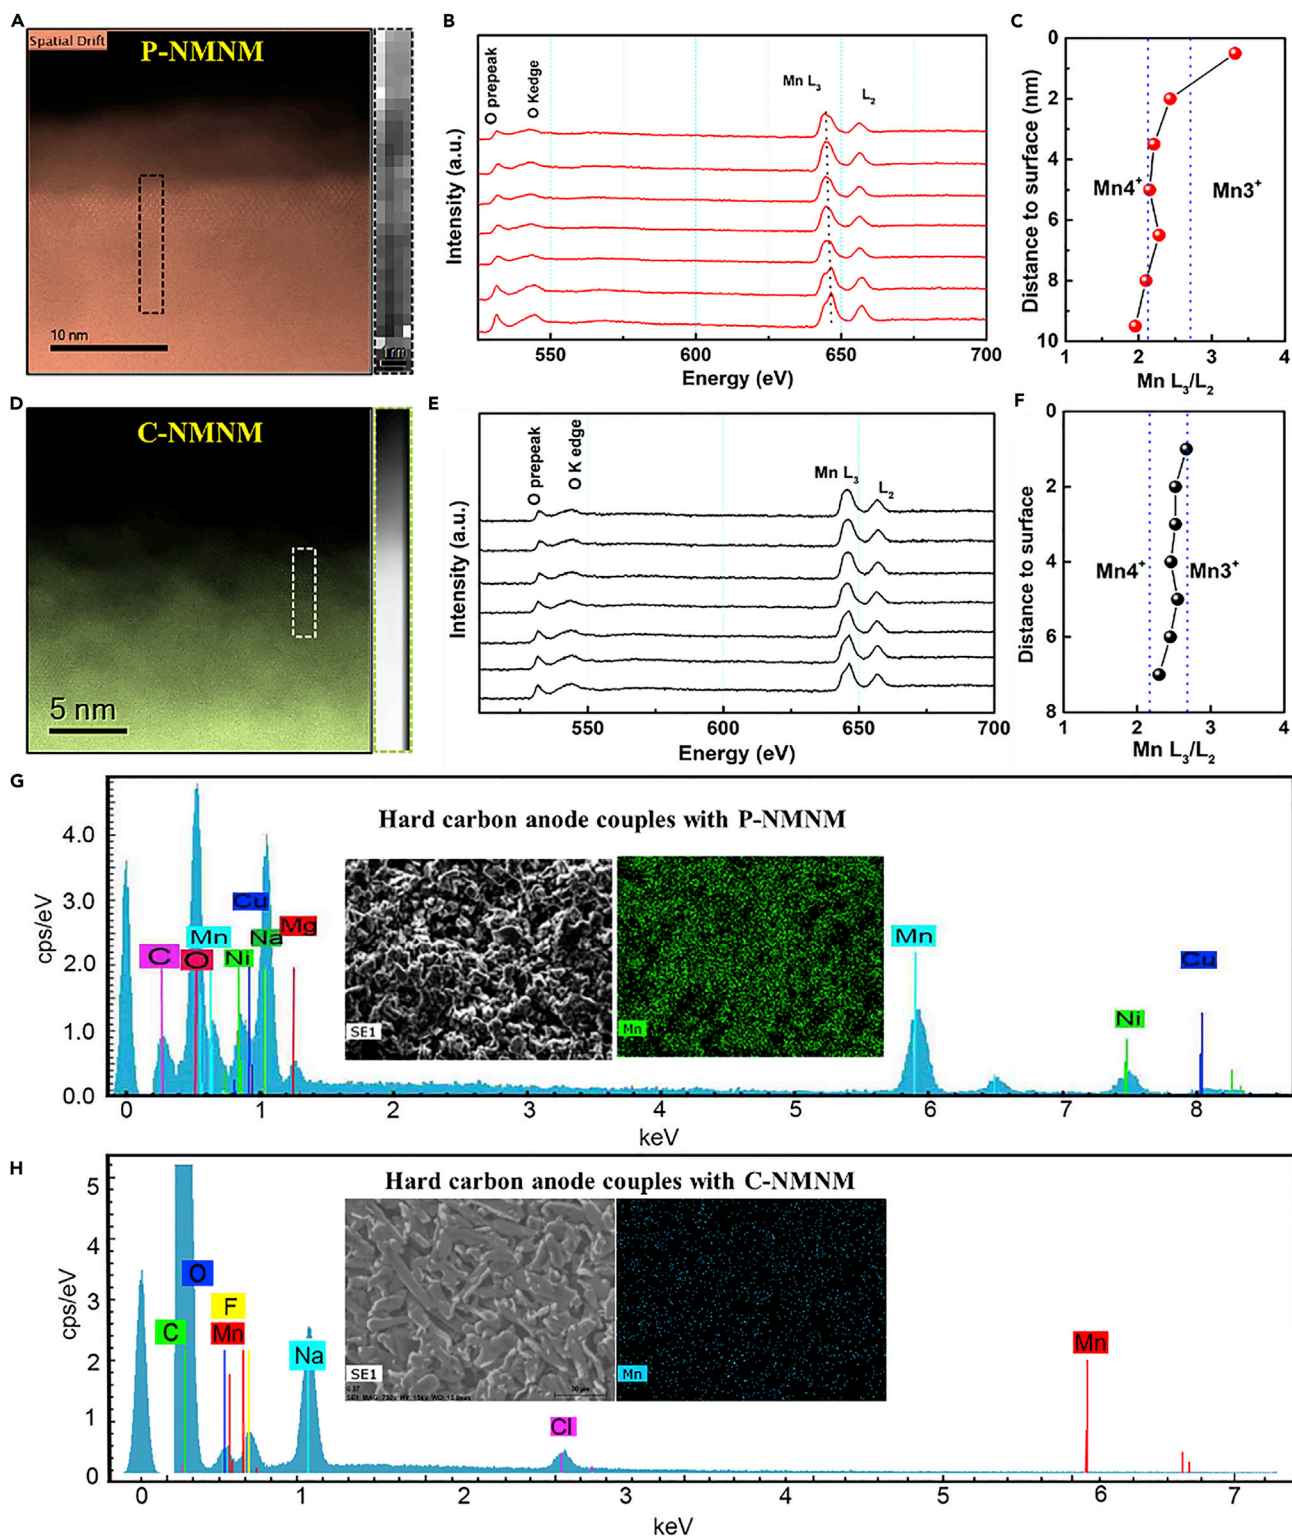 A
Spatial Drift
P-NMNM
10 nm
1 nm
B
O prepeak
O Kedge
Mn L3
L2
Intensity (a.u.)
550
600
650
700
Energy (eV)
C
0
2
4
6
8
10
Distance to surface (nm)
Mn4+
Mn3+
1
2
3
4
Mn L3/L2
D
C-NMNM
5 nm
E
O prepeak
O K edge
Mn L3
L2
Intensity (a.u.)
550
600
650
700
Energy (eV)
F
0
2
4
6
8
Distance to surface
Mn4+
Mn3+
1
2
3
4
Mn L3/L2
G
Hard carbon anode couples with P-NMNM
cps/eV
4.0
3.0
2.0
1.0
0.0
C
O
Mn
Ni
Cu
Na
Mg
SE1
Mn
Mn
Ni
Cu
0
1
2
3
4
5
6
7
8
keV
H
Hard carbon anode couples with C-NMNM
cps/eV
5
4
3
2
1
0
C
O
F
Mn
Na
SE1
Mn
Cl
Mn
0
1
2
3
4
5
6
7
keV